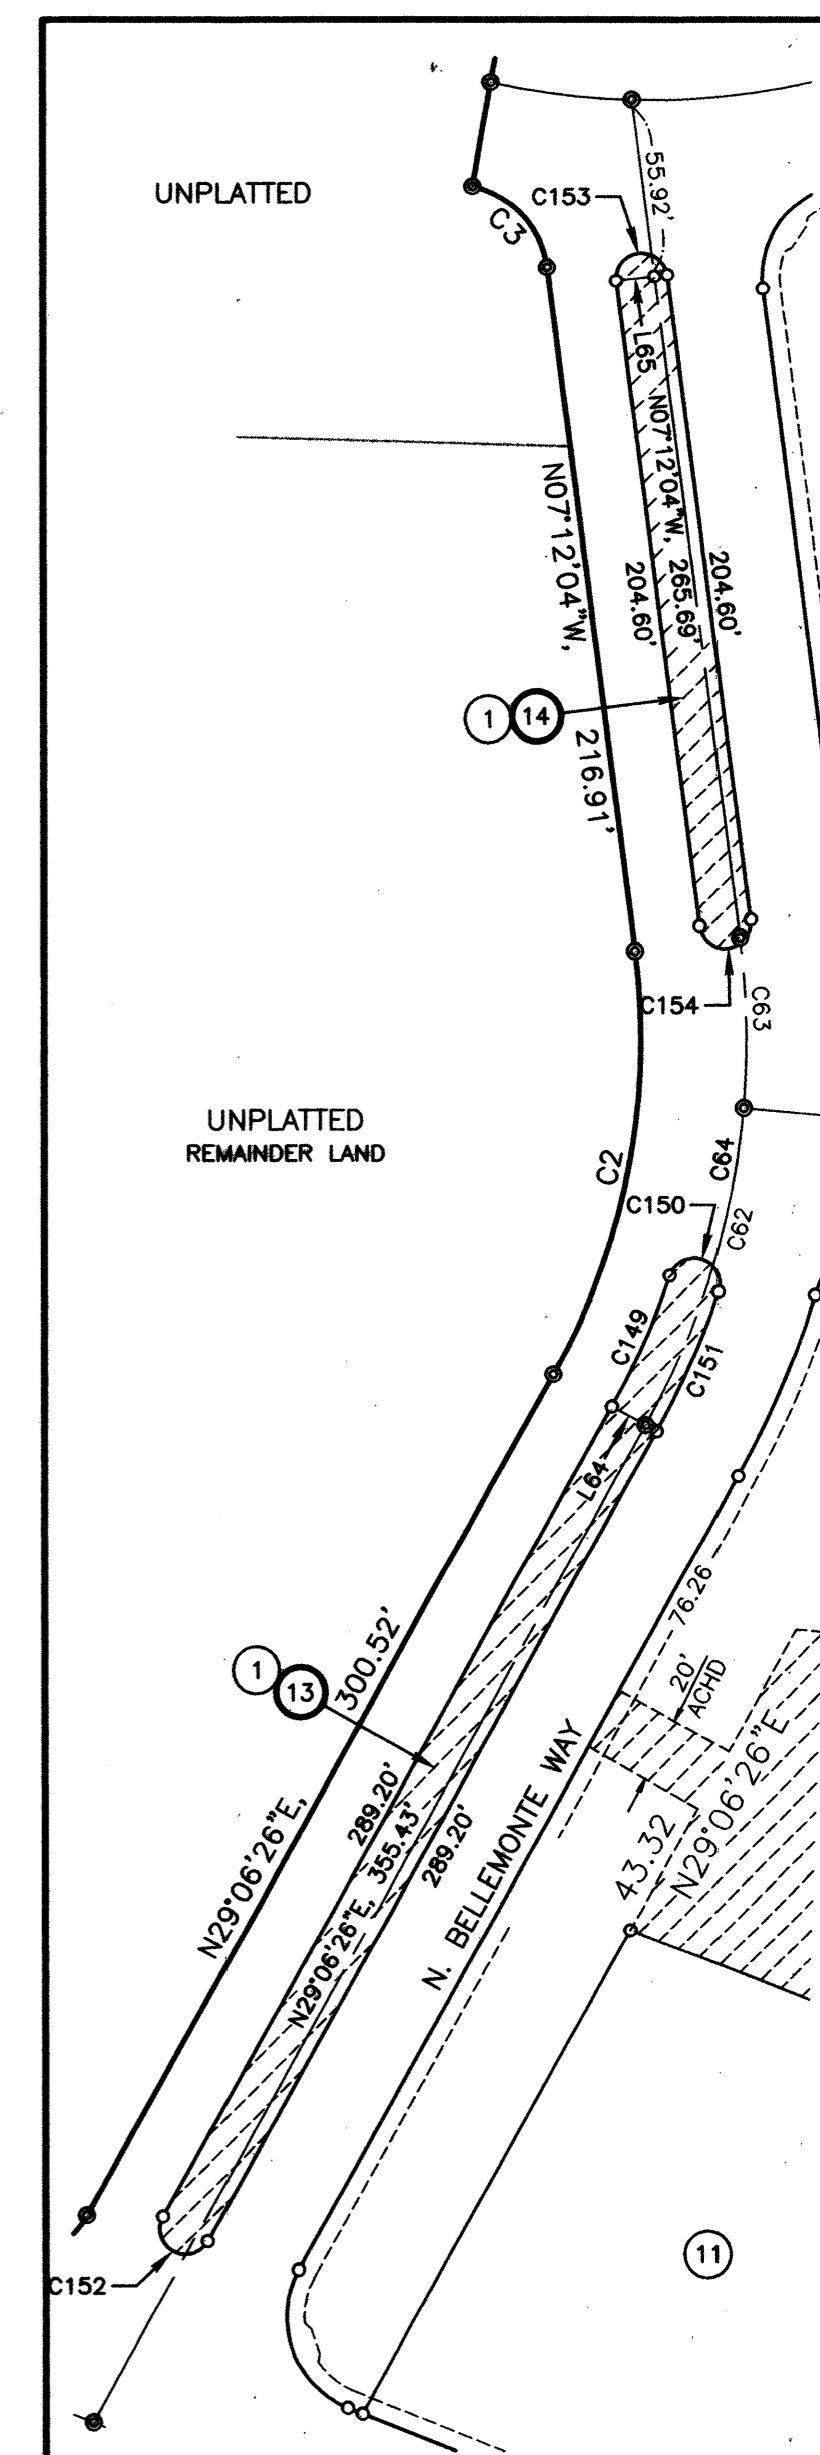 UNPLATTED
C153
55.92'
C3
L65
N07°12'04"W,
216.91'
N07°12'04"W, 265.69'
204.60'
204.60'
1
14
C154
C63
UNPLATTED
REMAINDER LAND
C2
C64
C150
C62
C149
C151
L64
76.26
20'
ACHD
1
13
300.52'
N29°06'26"E,
289.20'
N29°06'26"E, 355.43'
289.20'
N. BELLEMONTE WAY
43.32
N29°06'26"E
11
C152